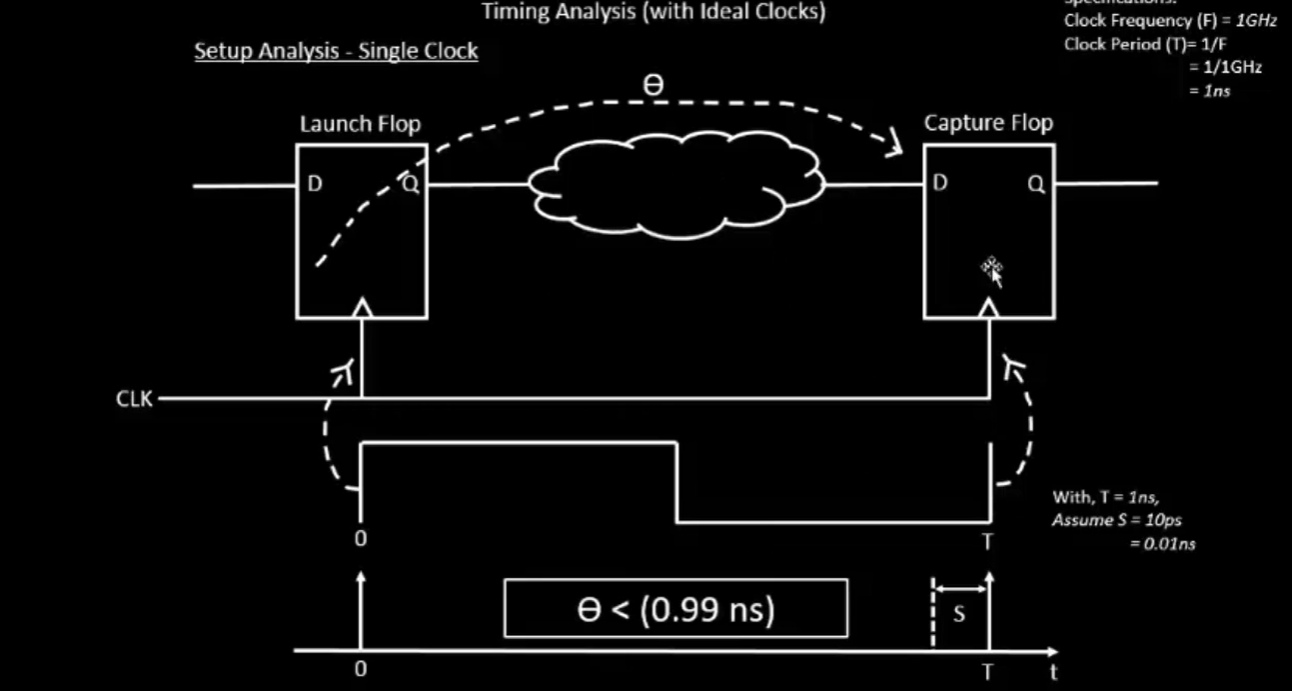 Timing Analysis (with Ideal Clocks)
Specifications:
Clock Frequency (F) = 1GHz
Clock Period (T)= 1/F
= 1/1GHz
= 1ns
Setup Analysis - Single Clock
Ɵ
Launch Flop
Capture Flop
D Q
D Q
CLK
0
T
With, T = 1ns,
Assume S = 10ps
= 0.01ns
Ɵ < (0.99 ns)
S
0
T
t